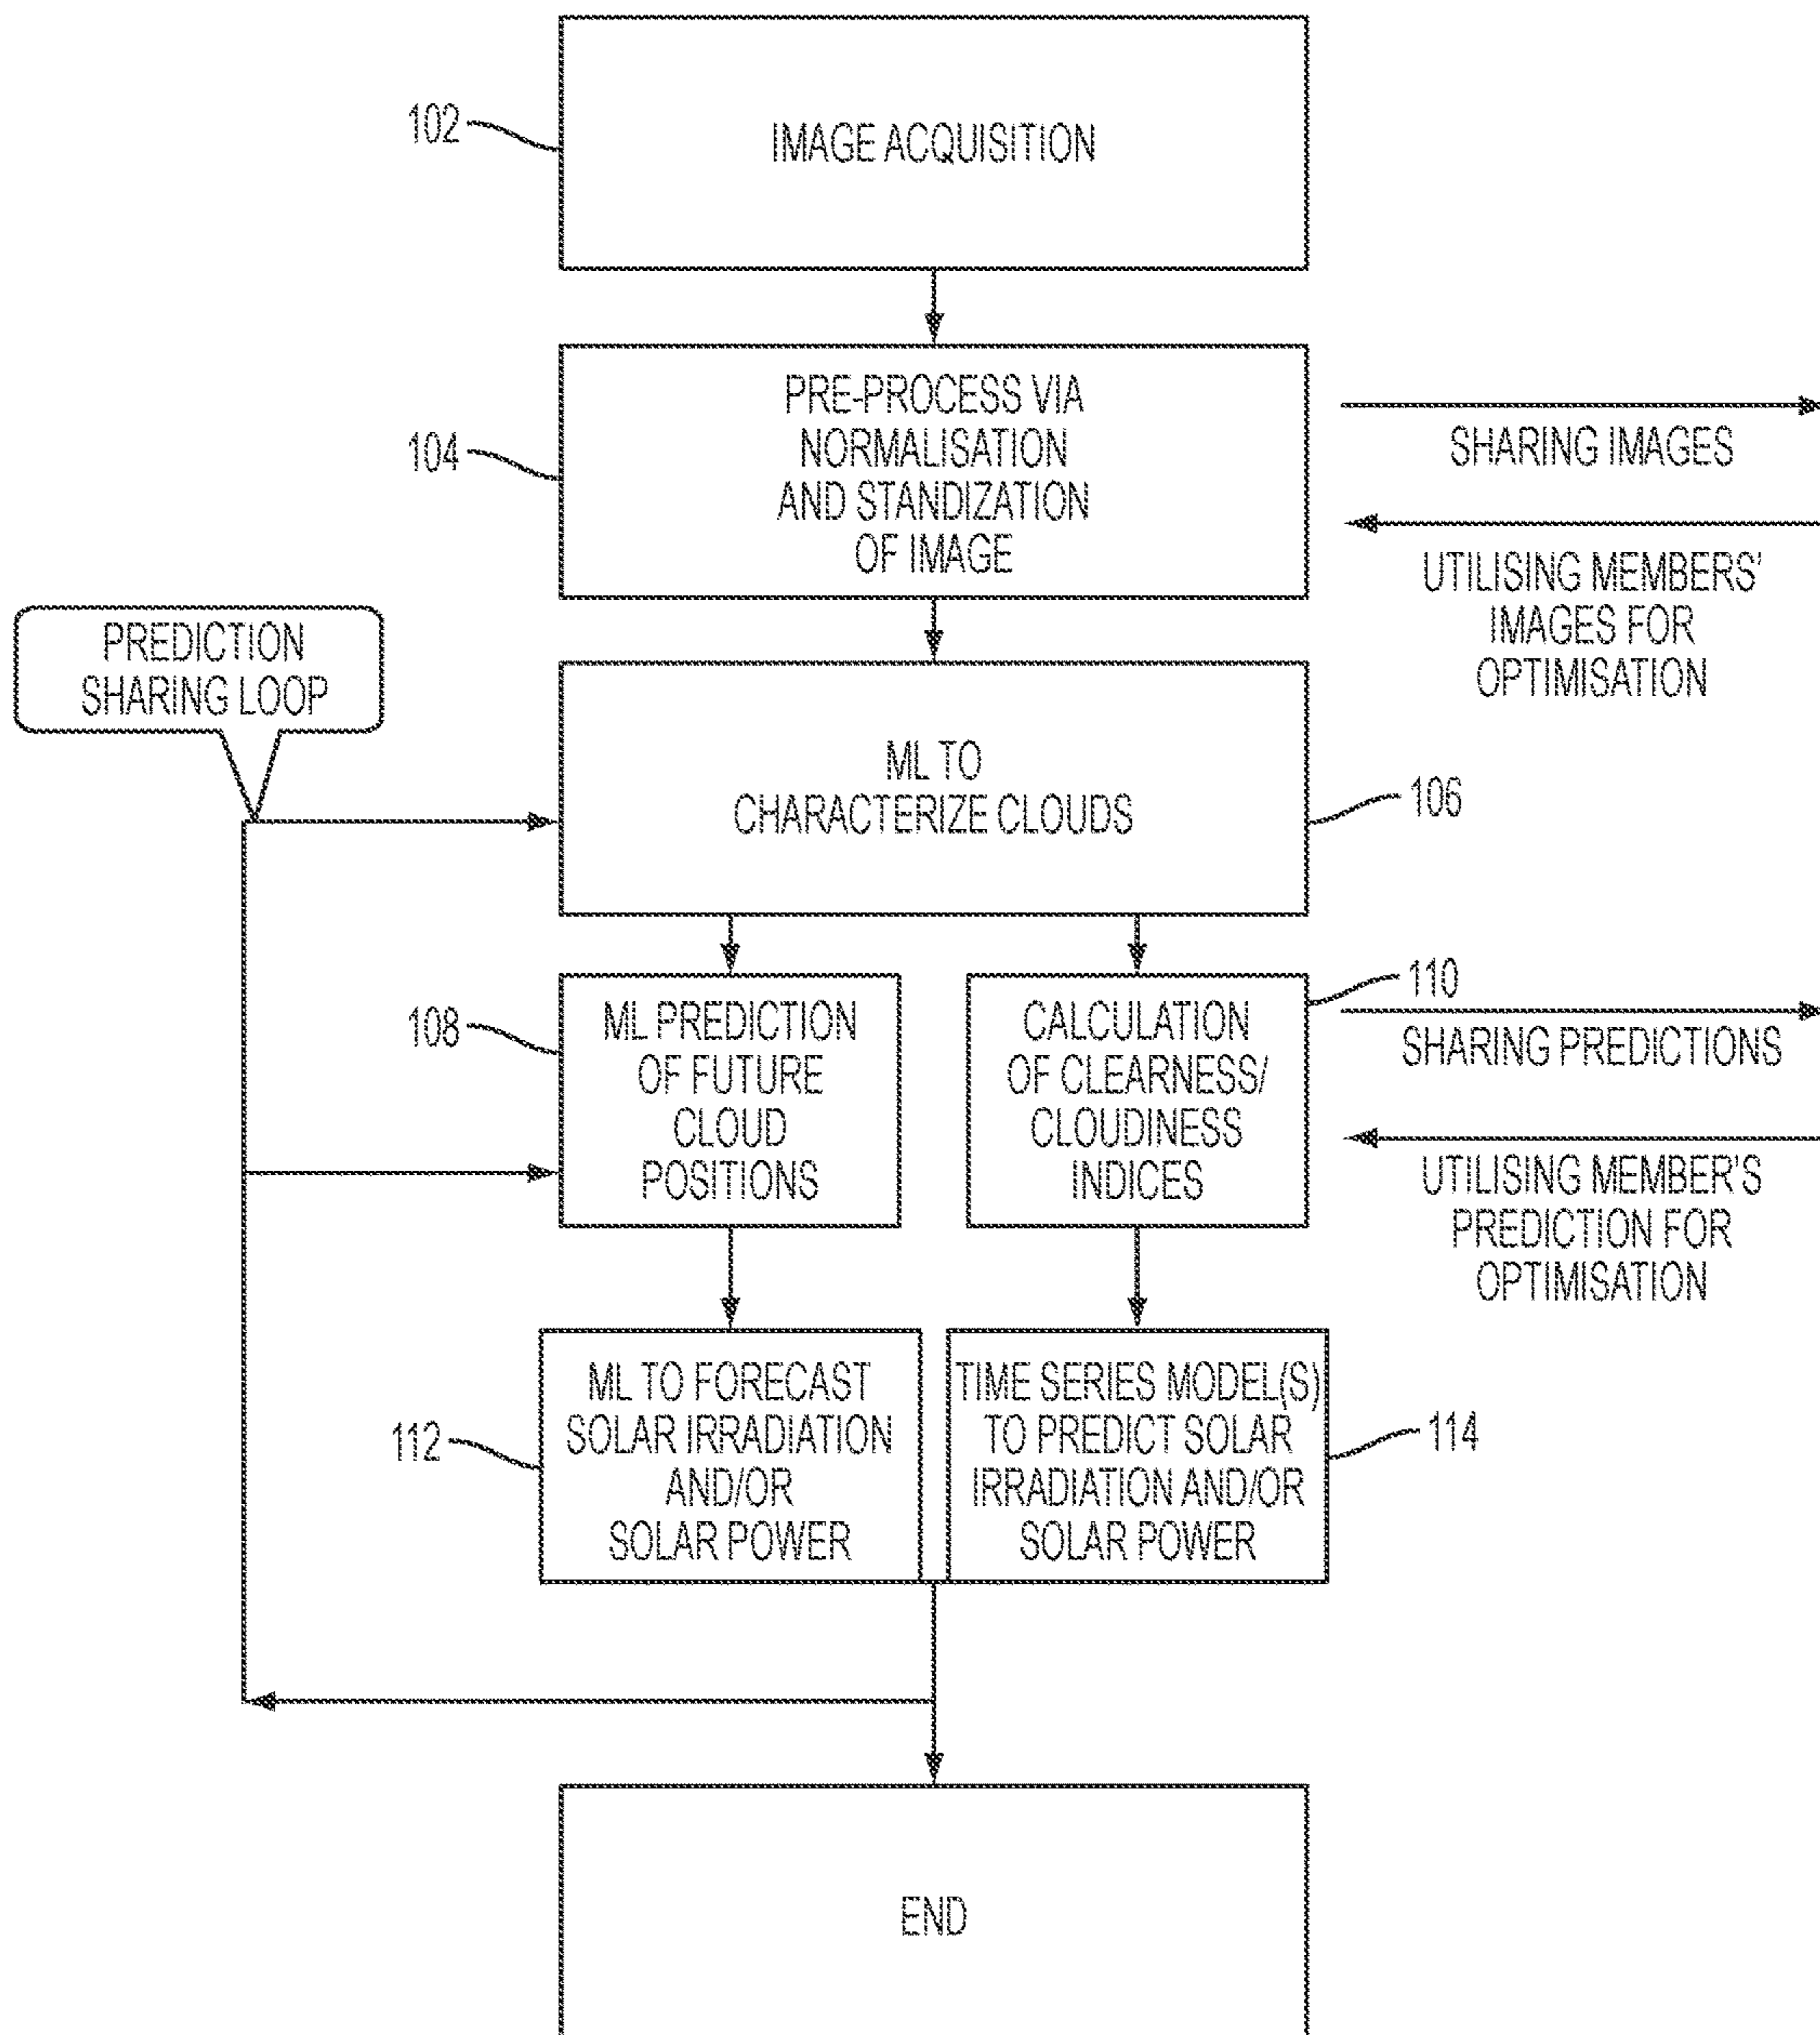 102
IMAGE ACQUISITION
104
PRE-PROCESS VIA
NORMALISATION
AND STANDIZATION
OF IMAGE
SHARING IMAGES
UTILISING MEMBERS'
IMAGES FOR
OPTIMISATION
PREDICTION
SHARING LOOP
ML TO
CHARACTERIZE CLOUDS
106
108
ML PREDICTION
OF FUTURE
CLOUD
POSITIONS
CALCULATION
OF CLEARNESS/
CLOUDINESS
INDICES
110
SHARING PREDICTIONS
UTILISING MEMBER'S
PREDICTION FOR
OPTIMISATION
112
ML TO FORECAST
SOLAR IRRADIATION
AND/OR
SOLAR POWER
TIME SERIES MODEL(S)
TO PREDICT SOLAR
IRRADIATION AND/OR
SOLAR POWER
114
END